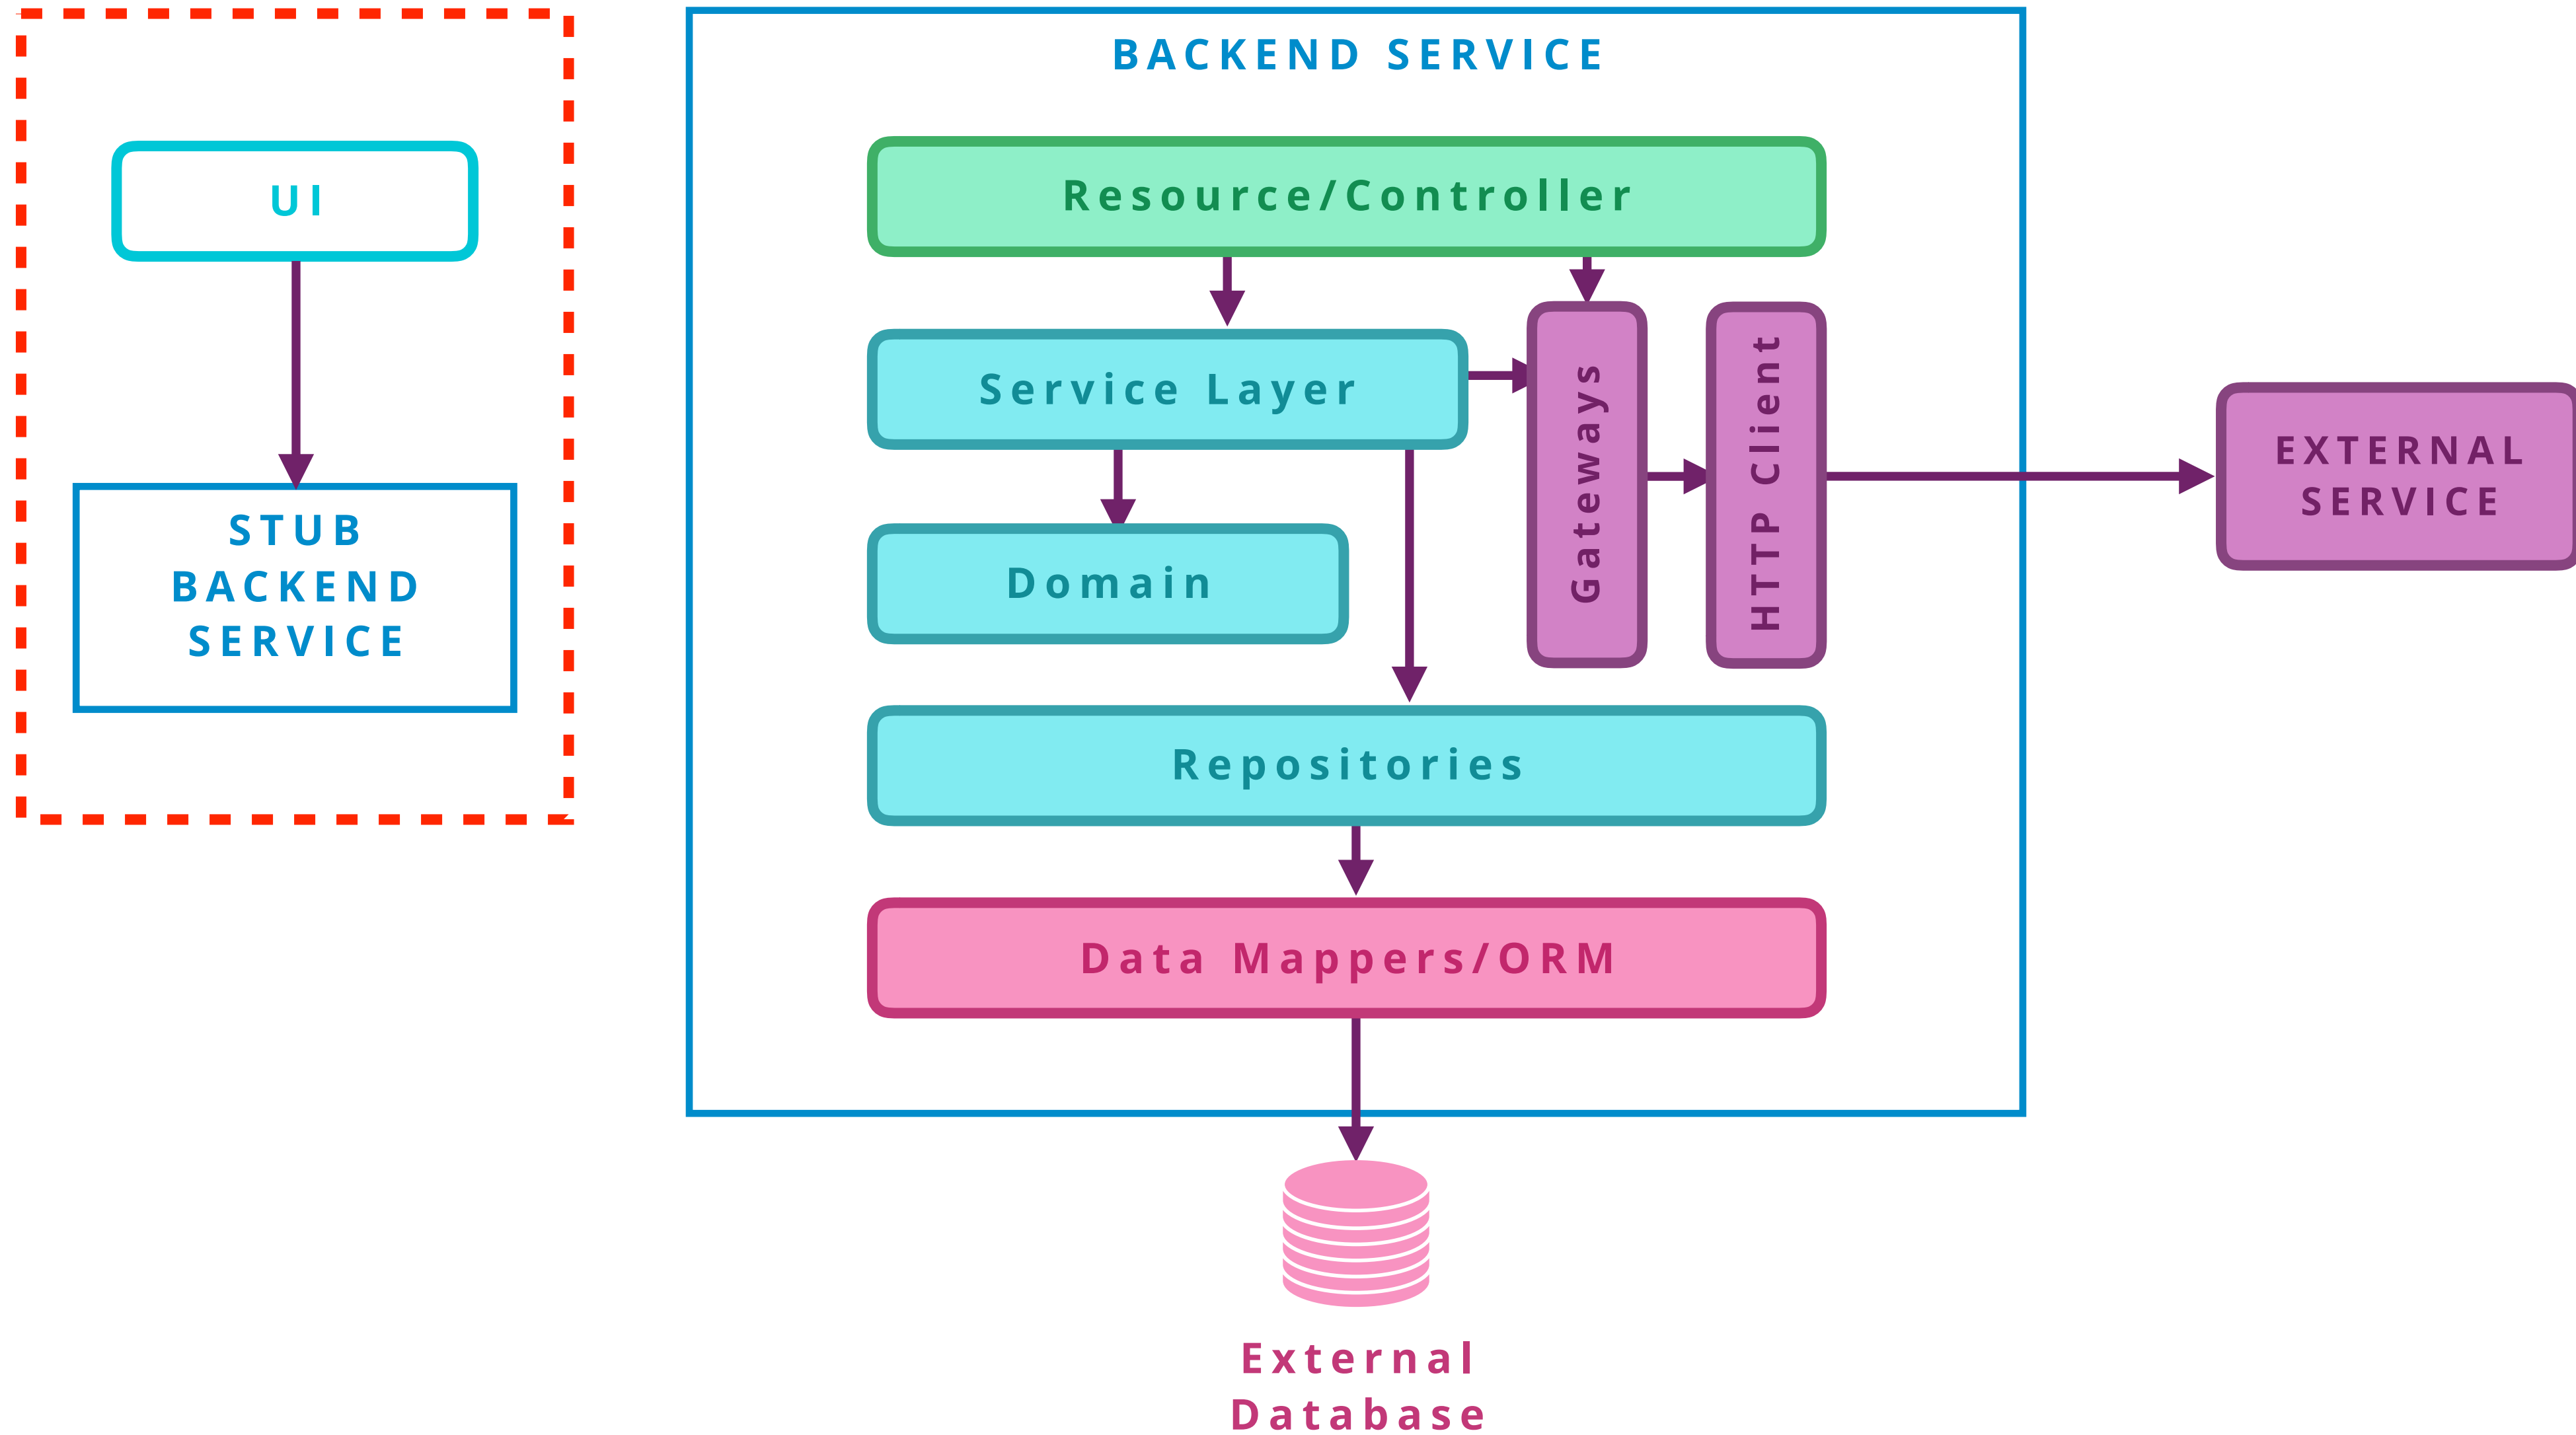 UI
STUB
BACKEND
SERVICE
BACKEND SERVICE
Resource/Controller
Service Layer
Gateways
HTTP Client
Domain
Repositories
Data Mappers/ORM
EXTERNAL
SERVICE
External
Database